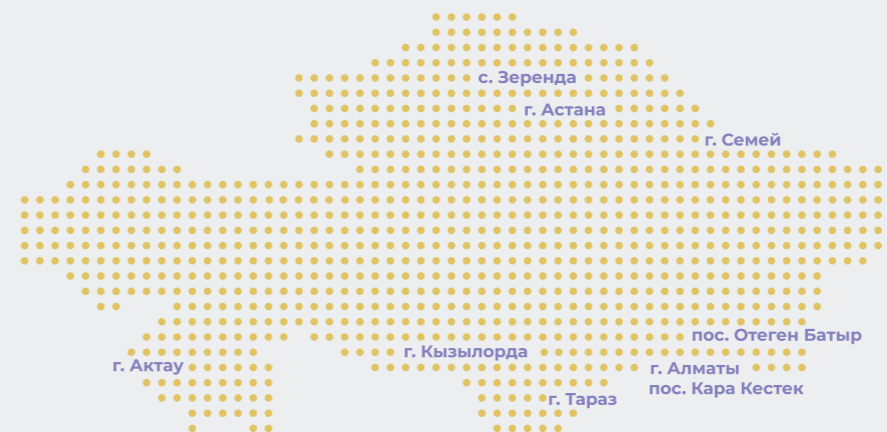 с. Зеренда
г. Астана
г. Семей
пос. Отеген Батыр
г. Кызылорда
г. Актау
г. Алматы
пос. Кара Кестек
г. Тараз